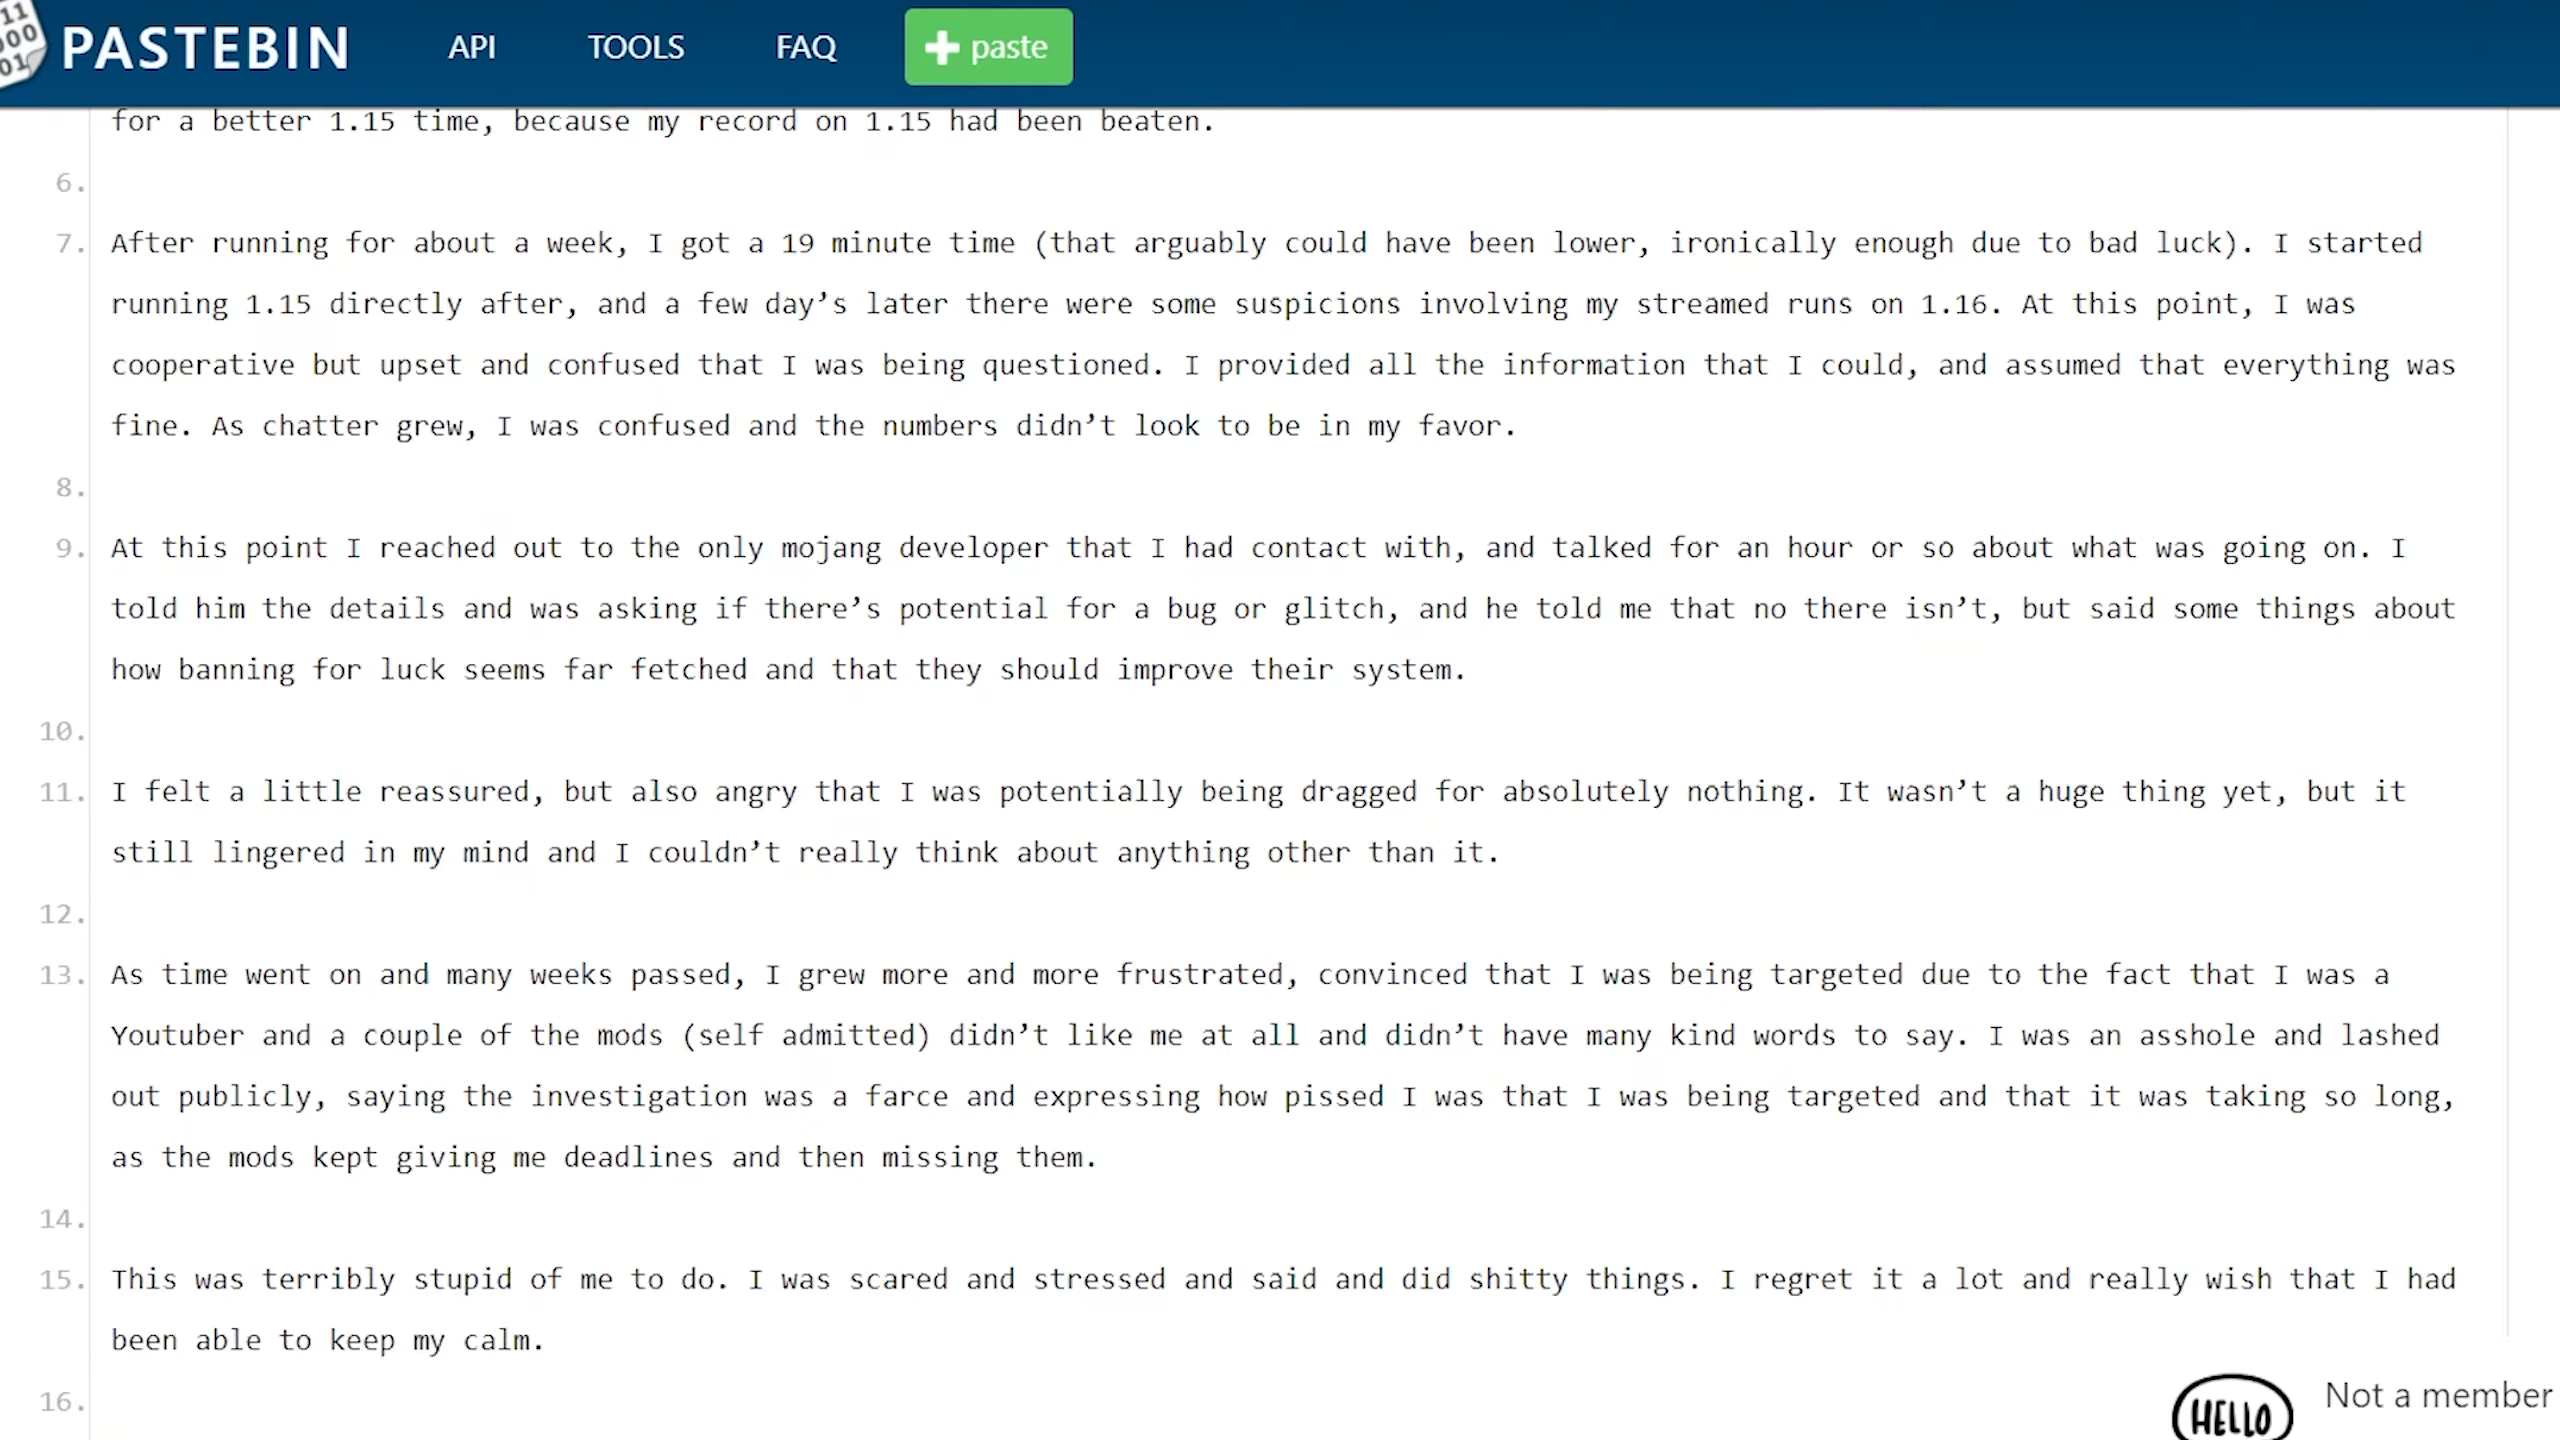 11
000
01
PASTEBIN API TOOLS FAQ + paste
for a better 1.15 time, because my record on 1.15 had been beaten.
6.
7. After running for about a week, I got a 19 minute time (that arguably could have been lower, ironically enough due to bad luck). I started
running 1.15 directly after, and a few day’s later there were some suspicions involving my streamed runs on 1.16. At this point, I was
cooperative but upset and confused that I was being questioned. I provided all the information that I could, and assumed that everything was
fine. As chatter grew, I was confused and the numbers didn’t look to be in my favor.
8.
9. At this point I reached out to the only mojang developer that I had contact with, and talked for an hour or so about what was going on. I
told him the details and was asking if there’s potential for a bug or glitch, and he told me that no there isn’t, but said some things about
how banning for luck seems far fetched and that they should improve their system.
10.
11. I felt a little reassured, but also angry that I was potentially being dragged for absolutely nothing. It wasn’t a huge thing yet, but it
still lingered in my mind and I couldn’t really think about anything other than it.
12.
13. As time went on and many weeks passed, I grew more and more frustrated, convinced that I was being targeted due to the fact that I was a
Youtuber and a couple of the mods (self admitted) didn’t like me at all and didn’t have many kind words to say. I was an asshole and lashed
out publicly, saying the investigation was a farce and expressing how pissed I was that I was being targeted and that it was taking so long,
as the mods kept giving me deadlines and then missing them.
14.
15. This was terribly stupid of me to do. I was scared and stressed and said and did shitty things. I regret it a lot and really wish that I had
been able to keep my calm.
16.
HELLO Not a member